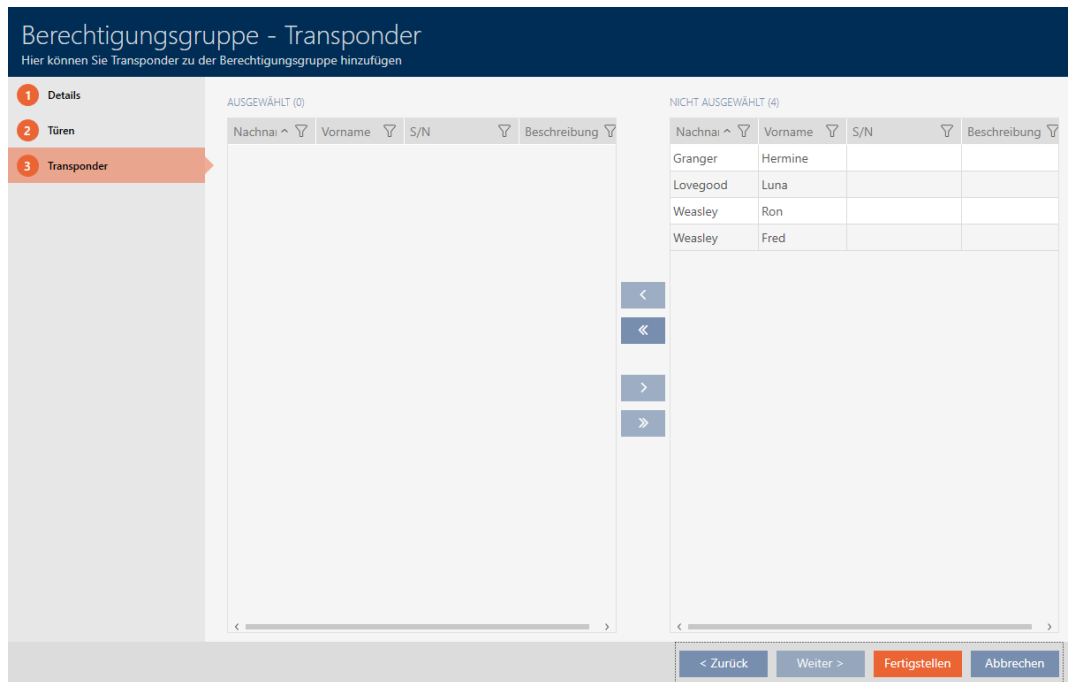 Berechtigungsgruppe - Transponder
Hier können Sie Transponder zu der Berechtigungsgruppe hinzufügen
1 Details
2 Türen
3 Transponder
AUSGEWÄHLT (0)
Nachnai Vorname S/N Beschreibung
NICHT AUSGEWÄHLT (4)
Nachnai Vorname S/N Beschreibung
Granger Hermine
Lovegood Luna
Weasley Ron
Weasley Fred
< Zurück Weiter > Fertigstellen Abbrechen